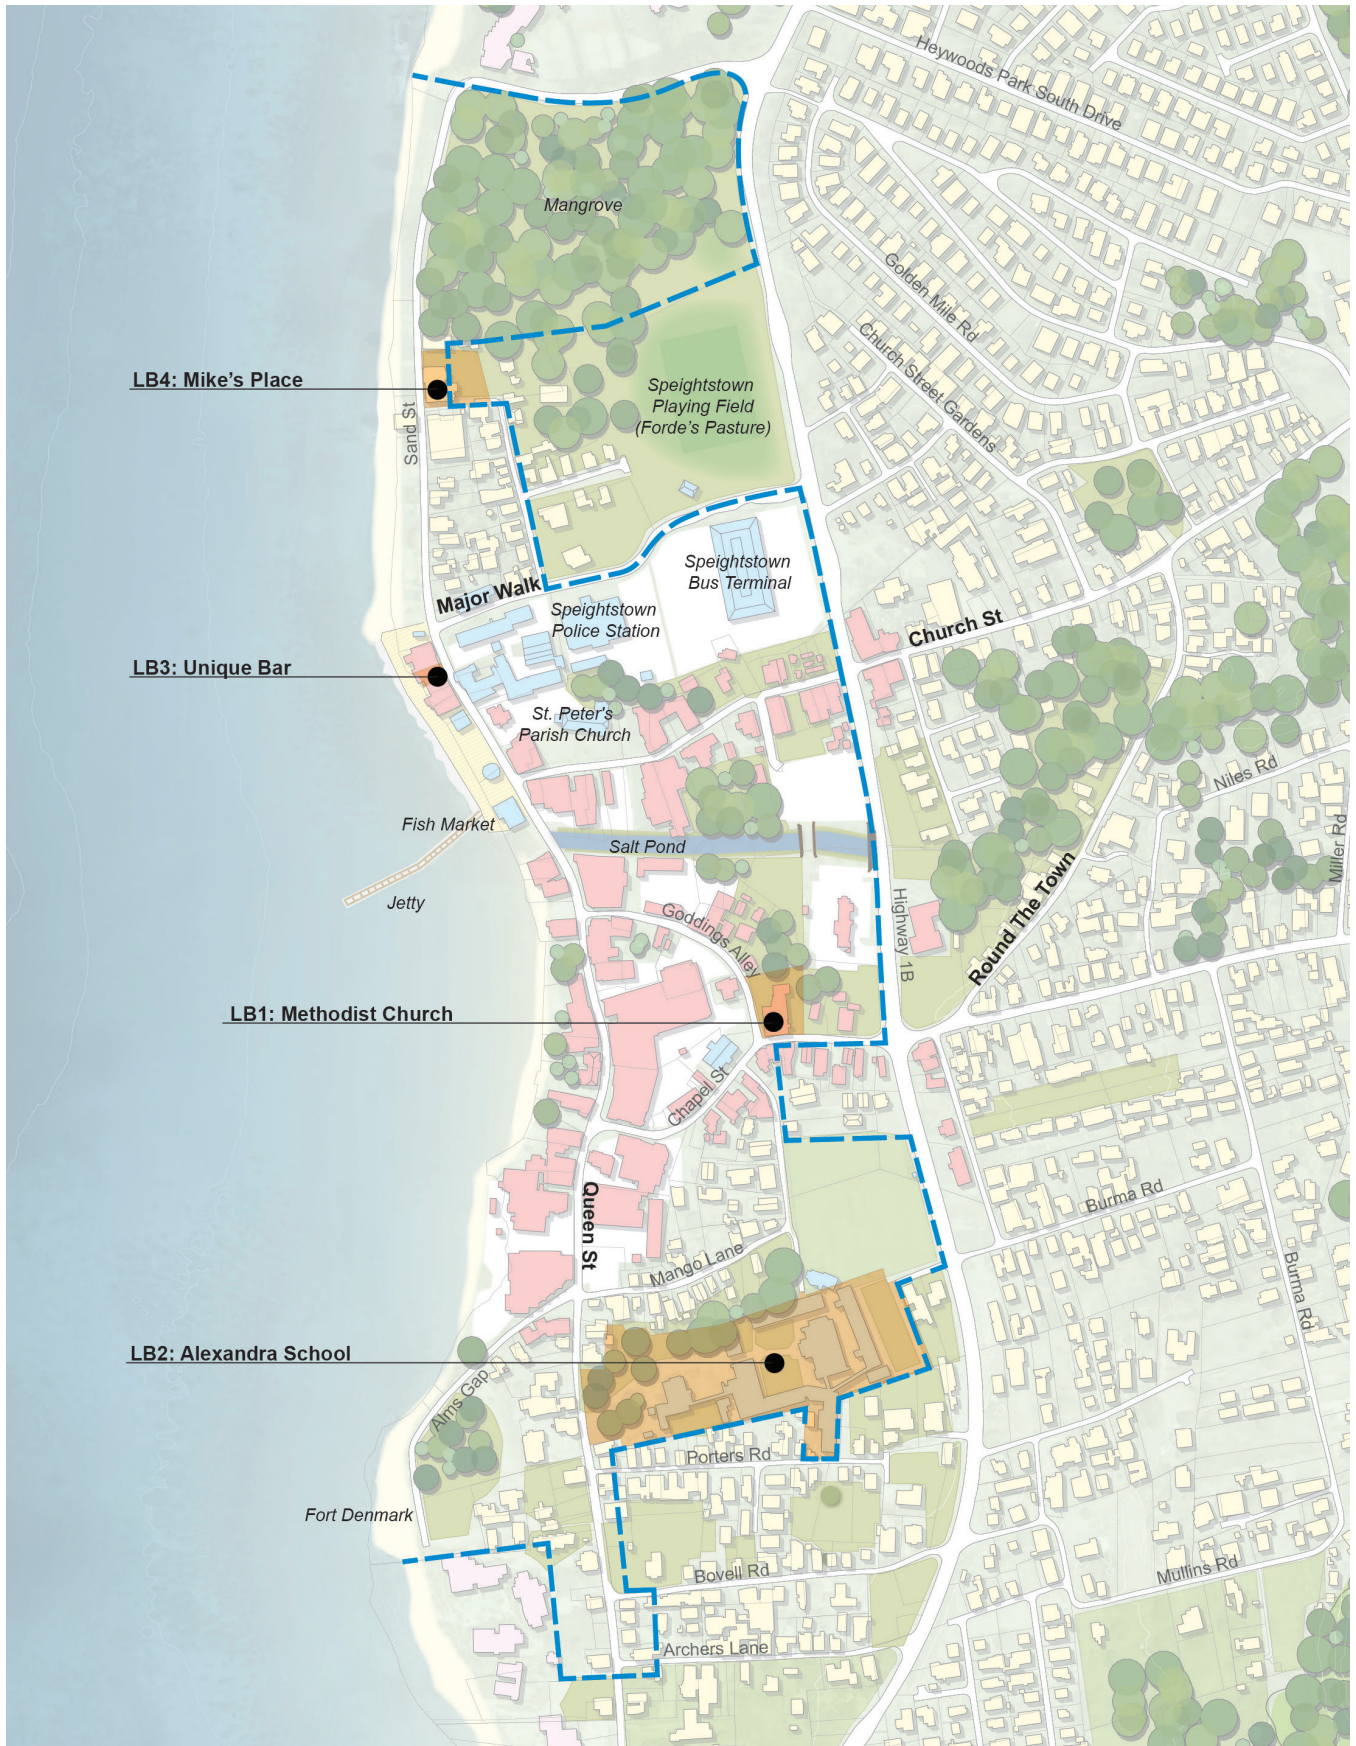 Heywoods Park South Drive
Mangrove
Golden Mile Rd
Church Street Gardens
LB4: Mike's Place
Sand St
Speightstown
Playing Field
(Forde's Pasture)
Speightstown
Bus Terminal
Major Walk
Speightstown
Police Station
Church St
LB3: Unique Bar
St. Peter's
Parish Church
Niles Rd
Fish Market
Salt Pond
Miller Rd
Jetty
Goddings Alley
Highway 1B
Round The Town
LB1: Methodist Church
Chapel St
Queen St
Burma Rd
Mango Lane
Burma Rd
LB2: Alexandra School
Alms Gap
Porters Rd
Fort Denmark
Bovell Rd
Mullins Rd
Archers Lane